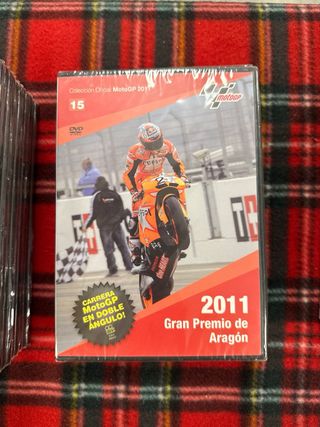 Colección Oficial MotoGP 2011
15
motogp
DVD
CARRERA
MotoGP
EN DOBLE
ÁNGULO!
2011
Gran Premio de
Aragón